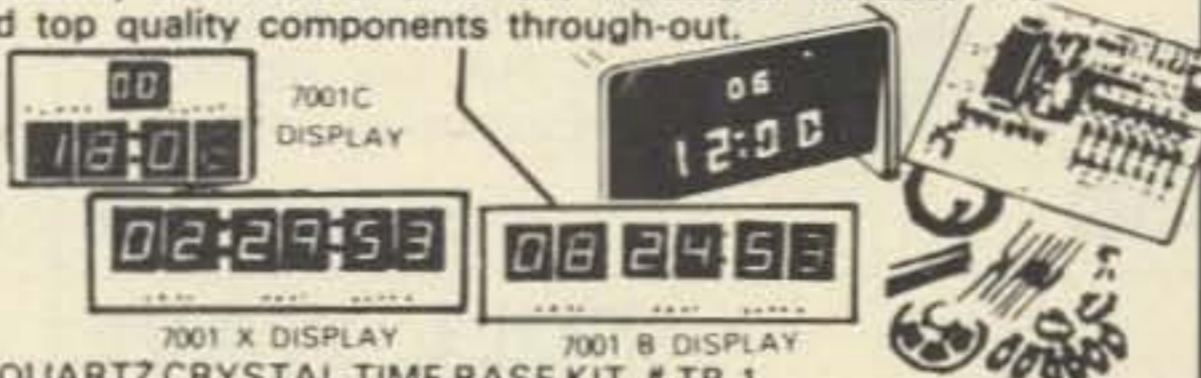 d top quality components through-out.
00
7001C
DISPLAY
18:0
06
12:00
02:29:53
08 24 53
7001 X DISPLAY
7001 B DISPLAY
QUARTZ CRYSTAL TIME BASE KIT # TB-1